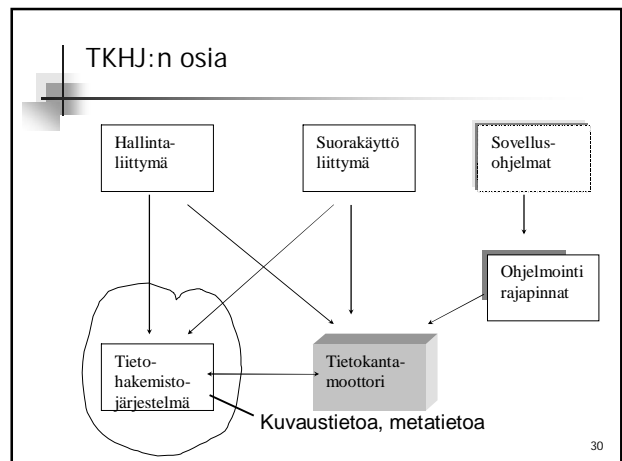 TKHJ:n osia
Hallinta-
liittymä
Suorakäyttö
liittymä
Sovellus-
ohjelmat
Ohjelmointi
rajapinnat
Tieto-
hakemisto-
järjestelmä
Tietokanta-
moottori
Kuvaustietoa, metatietoa
30